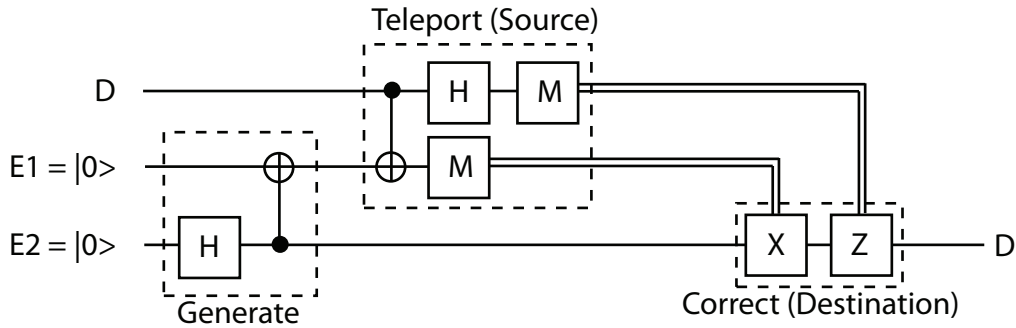 Teleport (Source)
D
H
M
E1 = |0>
M
E2 = |0>
H
X
Z
D
Generate
Correct (Destination)